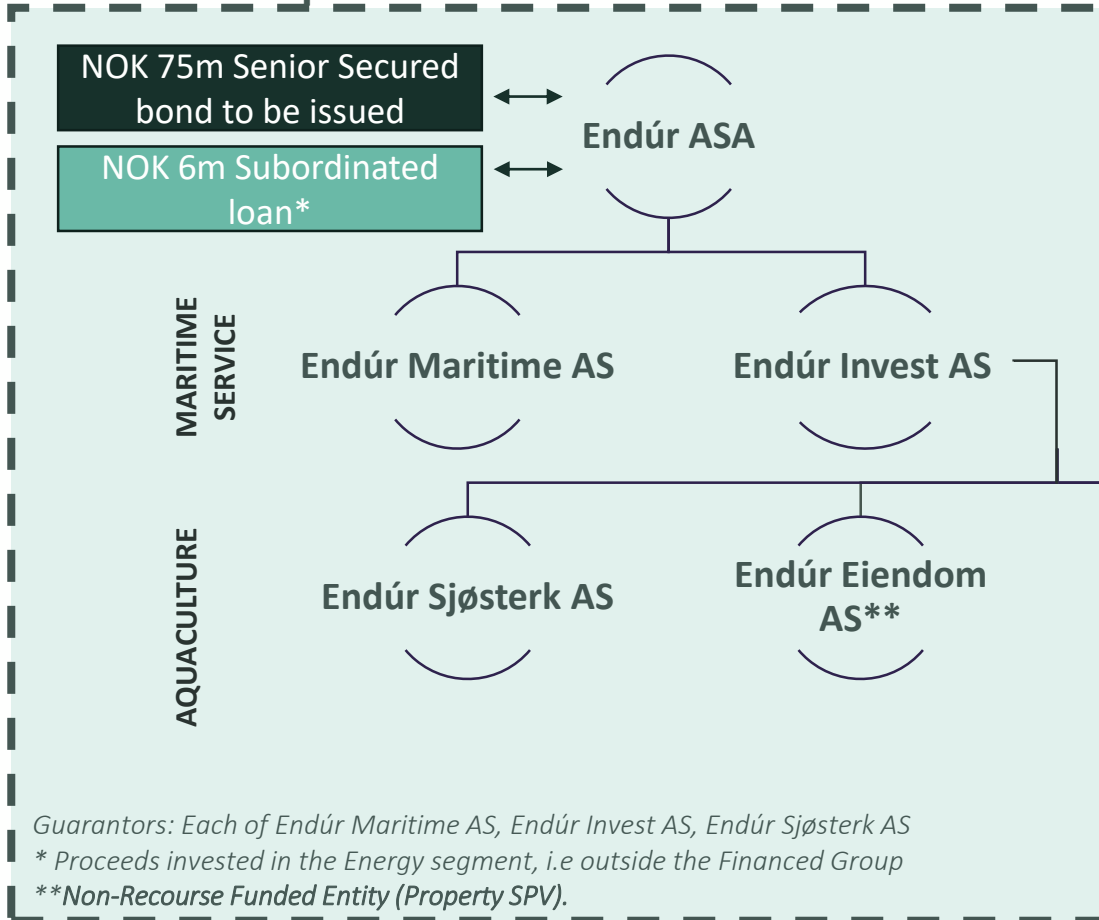 NOK 75m Senior Secured
bond to be issued
NOK 6m Subordinated
loan*
Endúr ASA
MARITIME
SERVICE
Endúr Maritime AS
Endúr Invest AS
AQUACULTURE
Endúr Sjøsterk AS
Endúr Eiendom
AS**
Guarantors: Each of Endúr Maritime AS, Endúr Invest AS, Endúr Sjøsterk AS
* Proceeds invested in the Energy segment, i.e outside the Financed Group
**Non-Recourse Funded Entity (Property SPV).